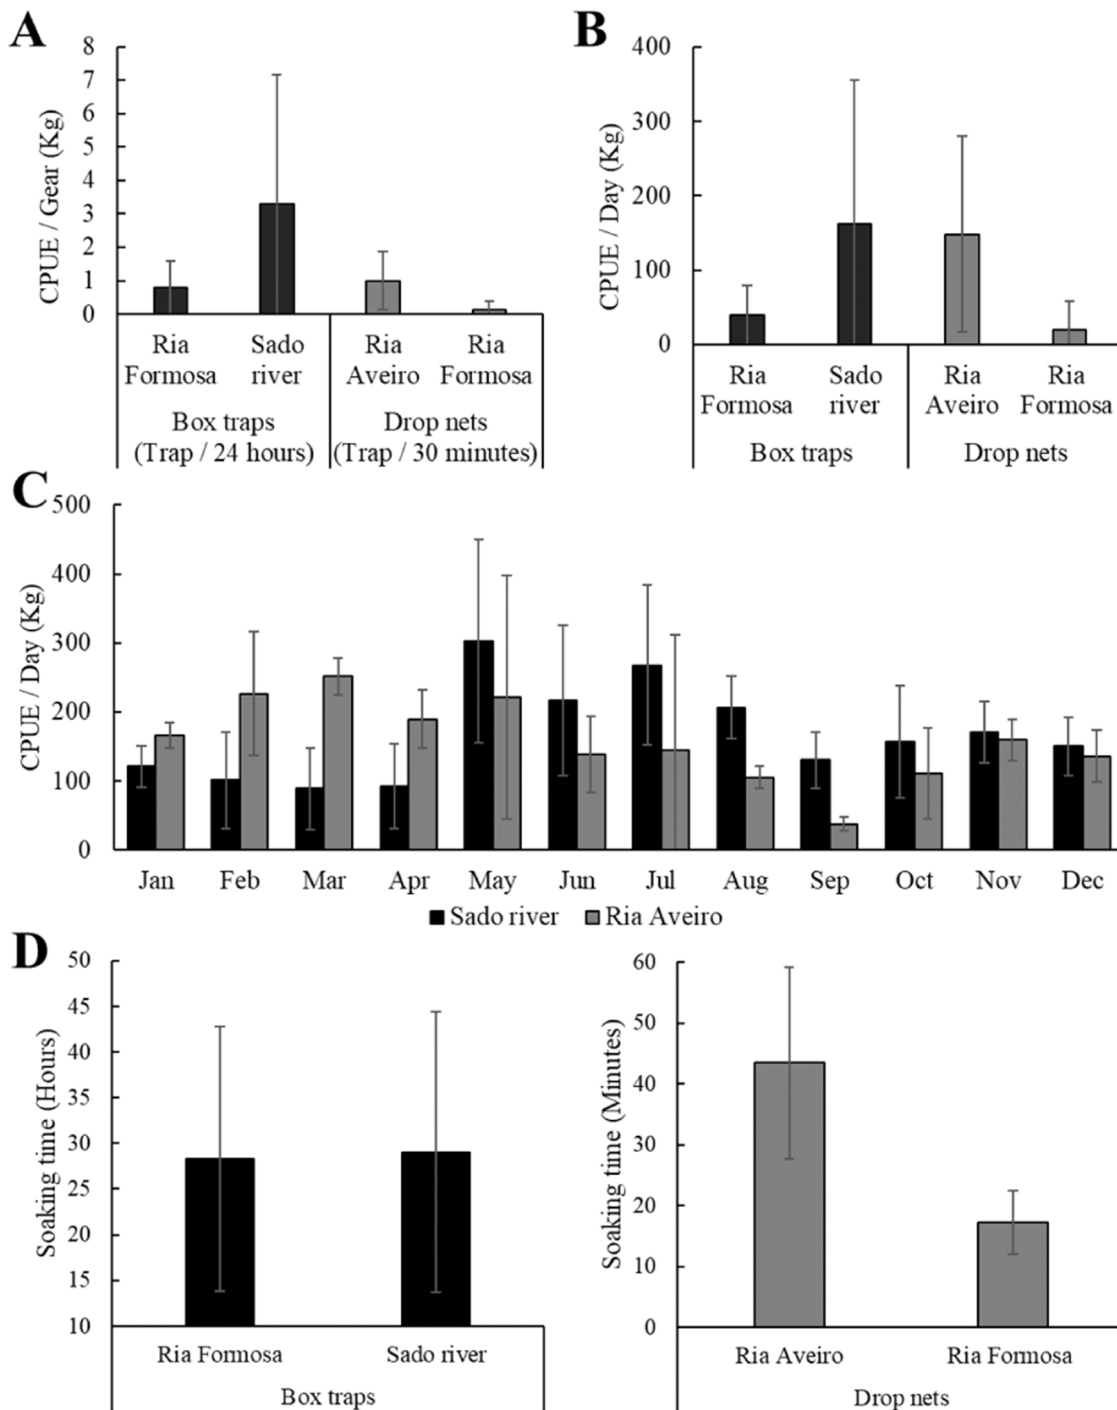 A
CPUE / Gear (Kg)
8
7
6
5
4
3
2
1
0
Ria Formosa
Sado river
Ria Aveiro
Ria Formosa
Box traps
(Trap / 24 hours)
Drop nets
(Trap / 30 minutes)
B
CPUE / Day (Kg)
400
300
200
100
0
Ria Formosa
Sado river
Ria Aveiro
Ria Formosa
Box traps
Drop nets
C
CPUE / Day (Kg)
500
400
300
200
100
0
Jan Feb Mar Apr May Jun Jul Aug Sep Oct Nov Dec
Sado river Ria Aveiro
D
Soaking time (Hours)
50
45
40
35
30
25
20
15
10
Ria Formosa Sado river
Box traps
Soaking time (Minutes)
60
50
40
30
20
10
0
Ria Aveiro Ria Formosa
Drop nets